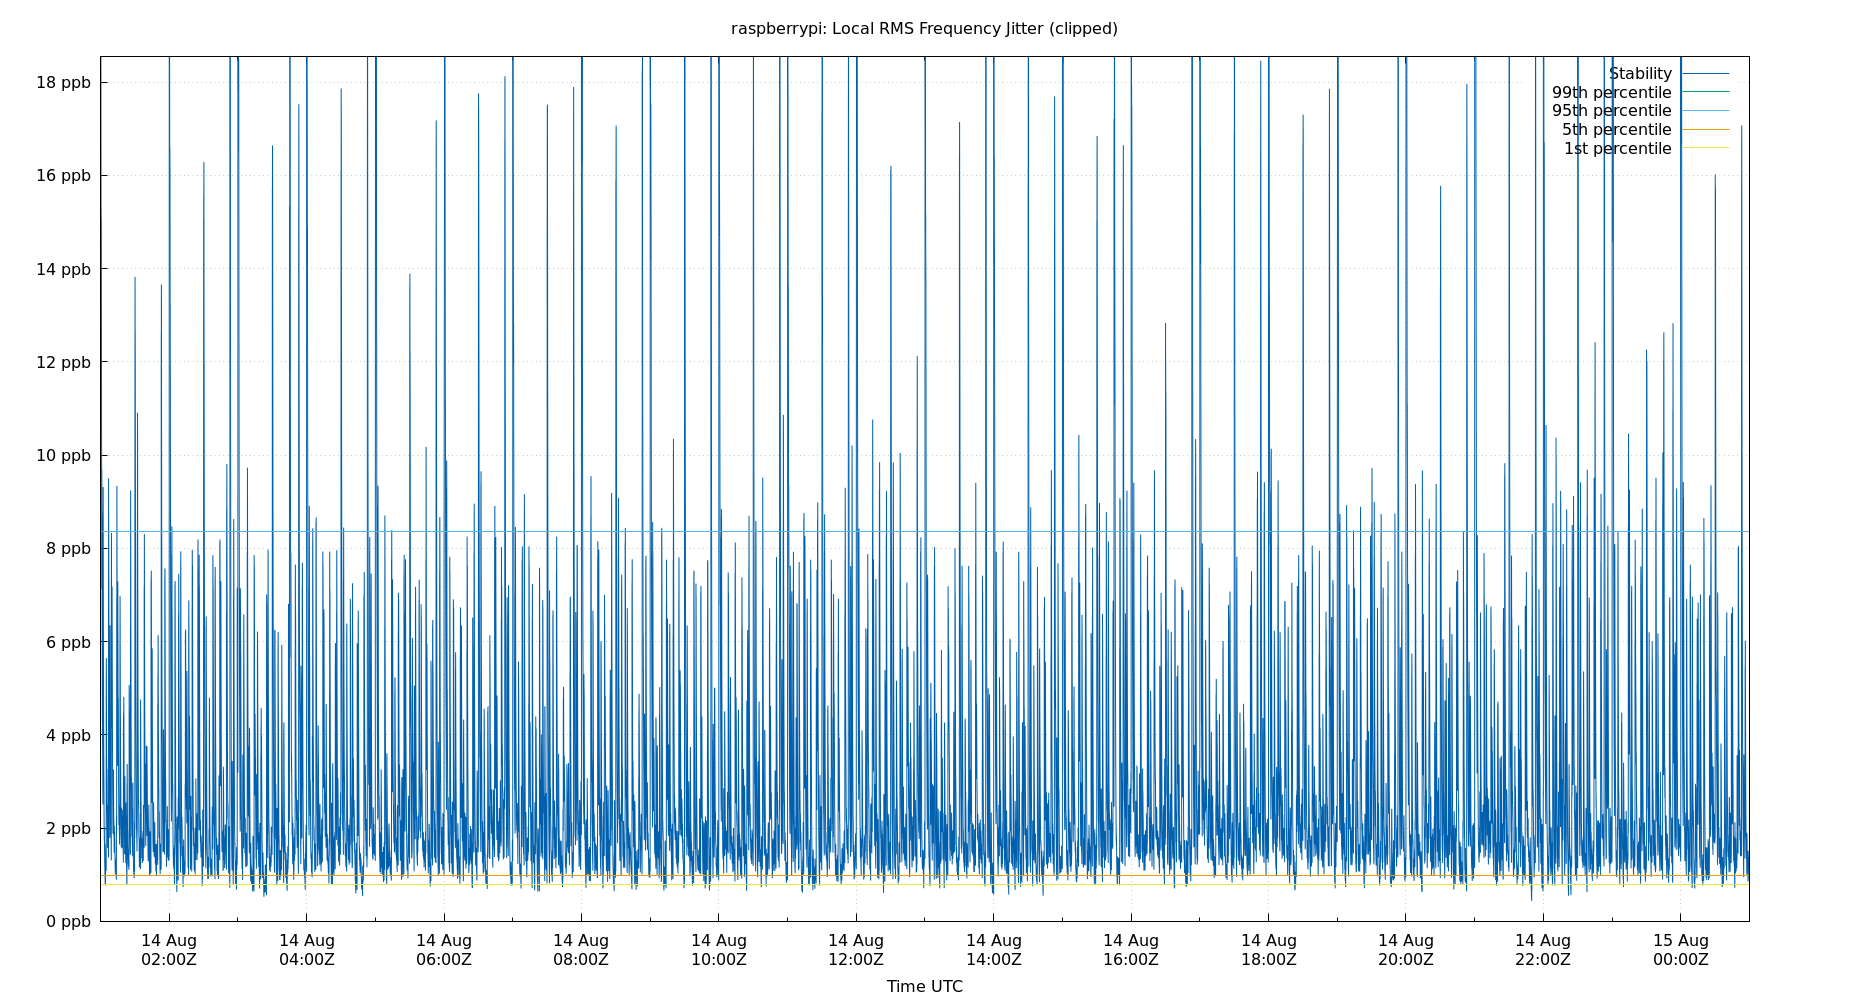 raspberrypi: Local RMS Frequency Jitter (clipped)
18 ppb
16 ppb
14 ppb
12 ppb
10 ppb
8 ppb
6 ppb
4 ppb
2 ppb
0 ppb
Stability
99th percentile
95th percentile
5th percentile
1st percentile
14 Aug 14 Aug 14 Aug 14 Aug 14 Aug 14 Aug 14 Aug 14 Aug 14 Aug 14 Aug 14 Aug 15 Aug
02:00Z 04:00Z 06:00Z 08:00Z 10:00Z 12:00Z 14:00Z 16:00Z 18:00Z 20:00Z 22:00Z 00:00Z
Time UTC